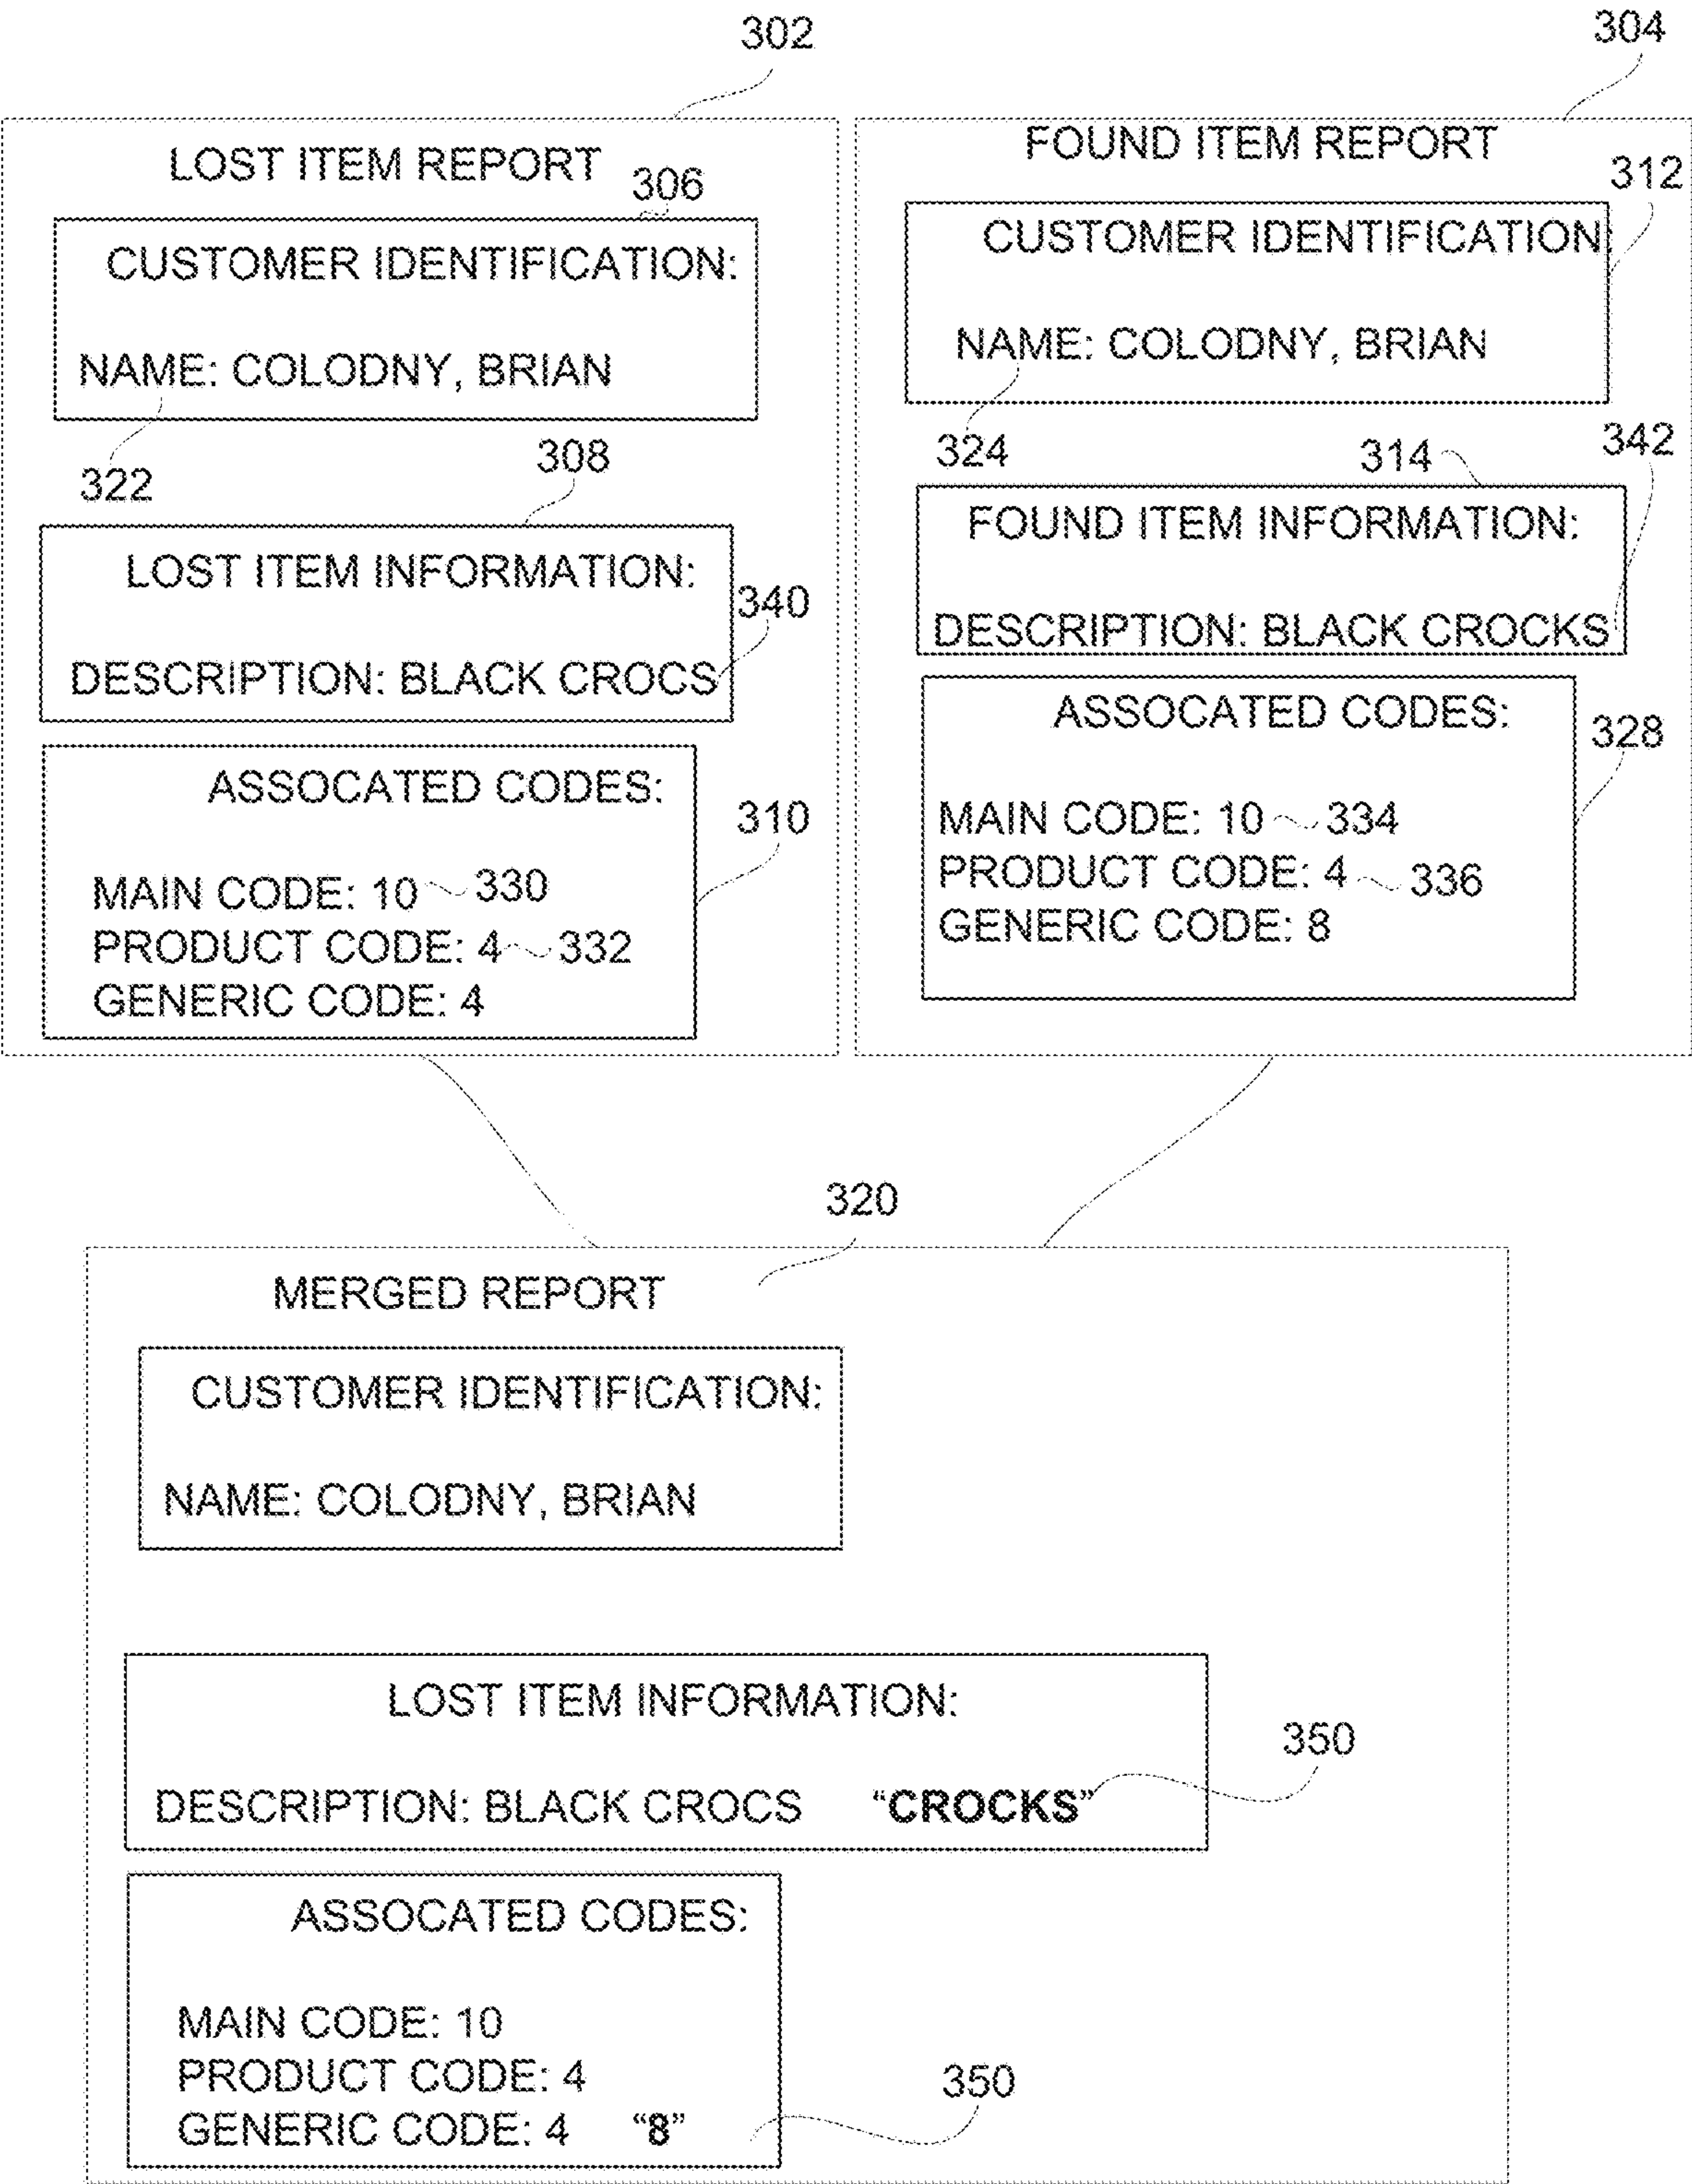 302
LOST ITEM REPORT
306
CUSTOMER IDENTIFICATION:
NAME: COLODNY, BRIAN
322
308
LOST ITEM INFORMATION:
340
DESCRIPTION: BLACK CROCS
ASSOCATED CODES:
310
MAIN CODE: 10 330
PRODUCT CODE: 4 332
GENERIC CODE: 4
304
FOUND ITEM REPORT
312
CUSTOMER IDENTIFICATION
NAME: COLODNY, BRIAN
324
314
342
FOUND ITEM INFORMATION:
DESCRIPTION: BLACK CROCKS
ASSOCATED CODES:
328
MAIN CODE: 10 334
PRODUCT CODE: 4 336
GENERIC CODE: 8
320
MERGED REPORT
CUSTOMER IDENTIFICATION:
NAME: COLODNY, BRIAN
LOST ITEM INFORMATION:
350
DESCRIPTION: BLACK CROCS “CROCKS”
ASSOCATED CODES:
MAIN CODE: 10
PRODUCT CODE: 4
350
GENERIC CODE: 4 “8”